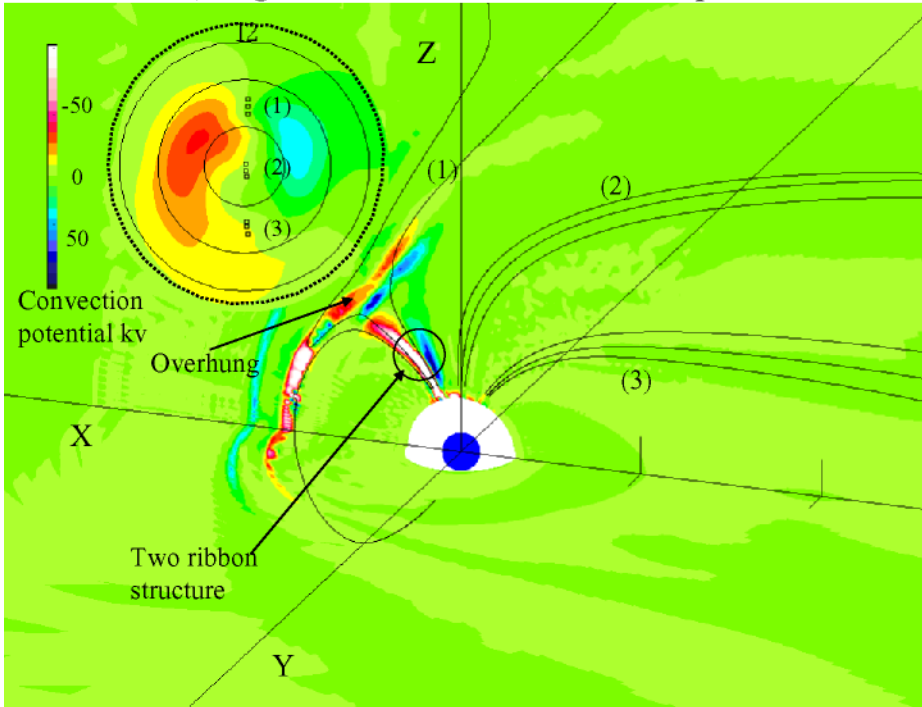 12
Z
-50
(1)
(1)
0
(2)
(2)
50
(3)
Convection
potential kv
Overhung
(3)
X
Two ribbon
structure
Y